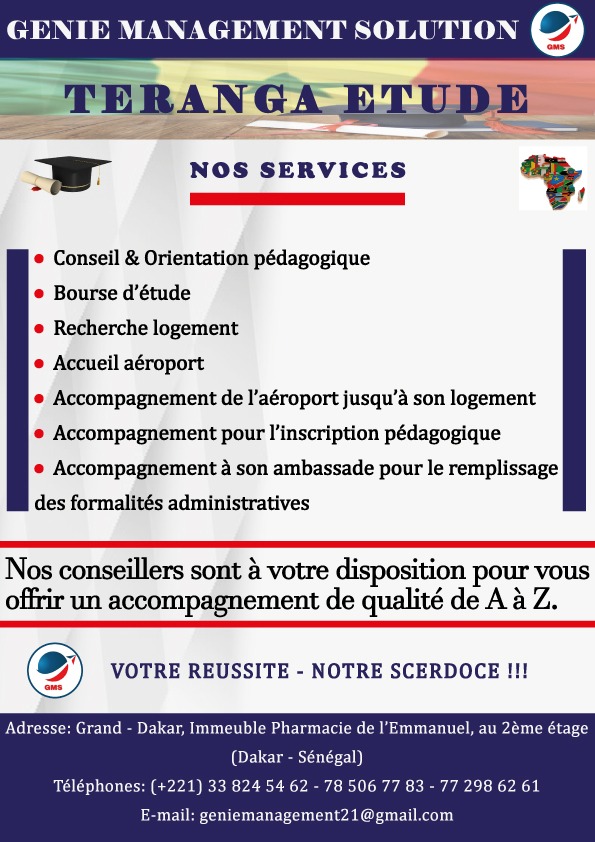 GENIE MANAGEMENT SOLUTION
GMS
TERANGA ETUDE
NOS SERVICES
• Conseil & Orientation pédagogique
• Bourse d'étude
• Recherche logement
• Accueil aéroport
• Accompagnement de l'aéroport jusqu'à son logement
• Accompagnement pour l'inscription pédagogique
• Accompagnement à son ambassade pour le remplissage
des formalités administratives
Nos conseillers sont à votre disposition pour vous
offrir un accompagnement de qualité de A à Z.
GMS
VOTRE REUSSITE - NOTRE SCERDOCE !!!
Adresse: Grand - Dakar, Immeuble Pharmacie de l'Emmanuel, au 2ème étage
(Dakar - Sénégal)
Téléphones: (+221) 33 824 54 62 - 78 506 77 83 - 77 298 62 61
E-mail: geniemanagement21@gmail.com